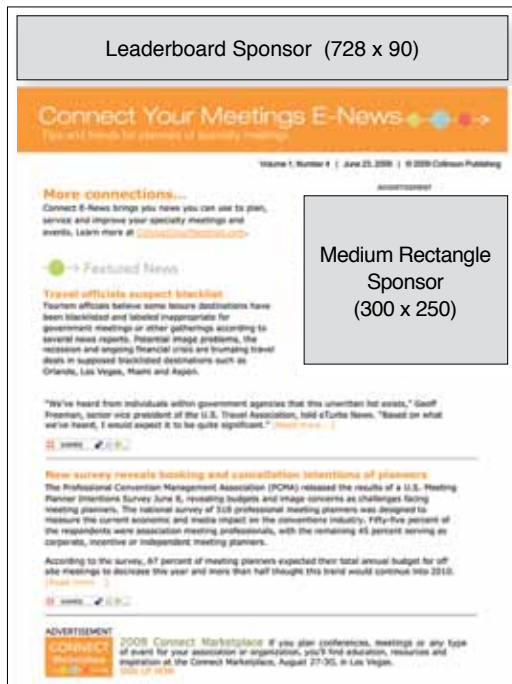 Leaderboard Sponsor (728 x 90)
Connect Your Meetings E-News
Tips and trends for planners of specialty meetings
Volume 1, Number 4 | June 23, 2009 | © 2009 Collinson Publishing
ADVERTISEMENT
More connections...
Connect E-News brings you news you can use to plan,
service and improve your specialty meetings and
events. Learn more at ConnectYourMeetings.com.
Medium Rectangle
Sponsor
(300 x 250)
Featured News
Travel officials suspect blacklist
Tourism officials believe some leisure destinations have
been blacklisted and labeled inappropriate for
government meetings or other gatherings according to
several news reports. Potential image problems, the
recession and ongoing financial crisis are trumping travel
deals in supposed blacklisted destinations such as
Orlando, Las Vegas, Miami and Aspen.
"We've heard from individuals within government agencies that this unwritten list exists," Geoff
Freeman, senior vice president of the U.S. Travel Association, told eTurbo News. "Based on what
we've heard, I would expect it to be quite significant." [Read more...]
SHARE
New survey reveals booking and cancellation intentions of planners
The Professional Convention Management Association (PCMA) released the results of a U.S. Meeting
Planner Intentions Survey June 8, revealing budgets and image concerns as challenges facing
meeting planners. The national survey of 518 professional meeting planners was designed to
measure the current economic and media impact on the conventions industry. Fifty-five percent of
the respondents were association meeting professionals, with the remaining 45 percent serving as
corporate, incentive or independent meeting planners.
According to the survey, 67 percent of meeting planners expected their total annual budget for off
site meetings to decrease this year and more than half thought this trend would continue into 2010.
[Read more...]
SHARE
ADVERTISEMENT
CONNECT
Marketplace
2009 Connect Marketplace If you plan conferences, meetings or any type
of event for your association or organization, you'll find education, resources and
inspiration at the Connect Marketplace, August 27-30, in Las Vegas.
SIGN UP NOW